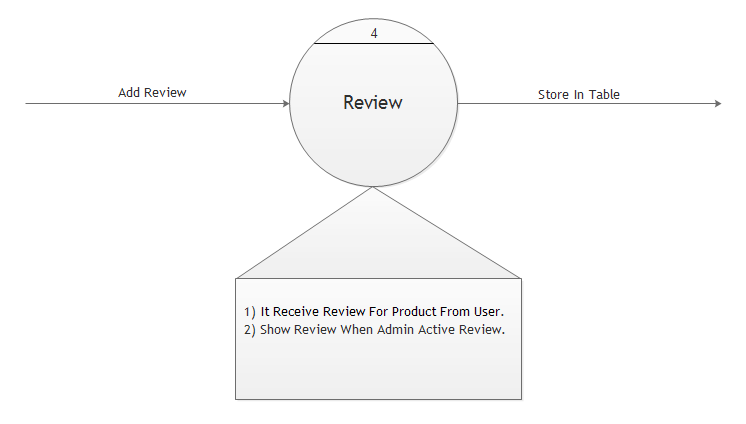 4
Add Review
Review
Store In Table
1) It Receive Review For Product From User.
2) Show Review When Admin Active Review.